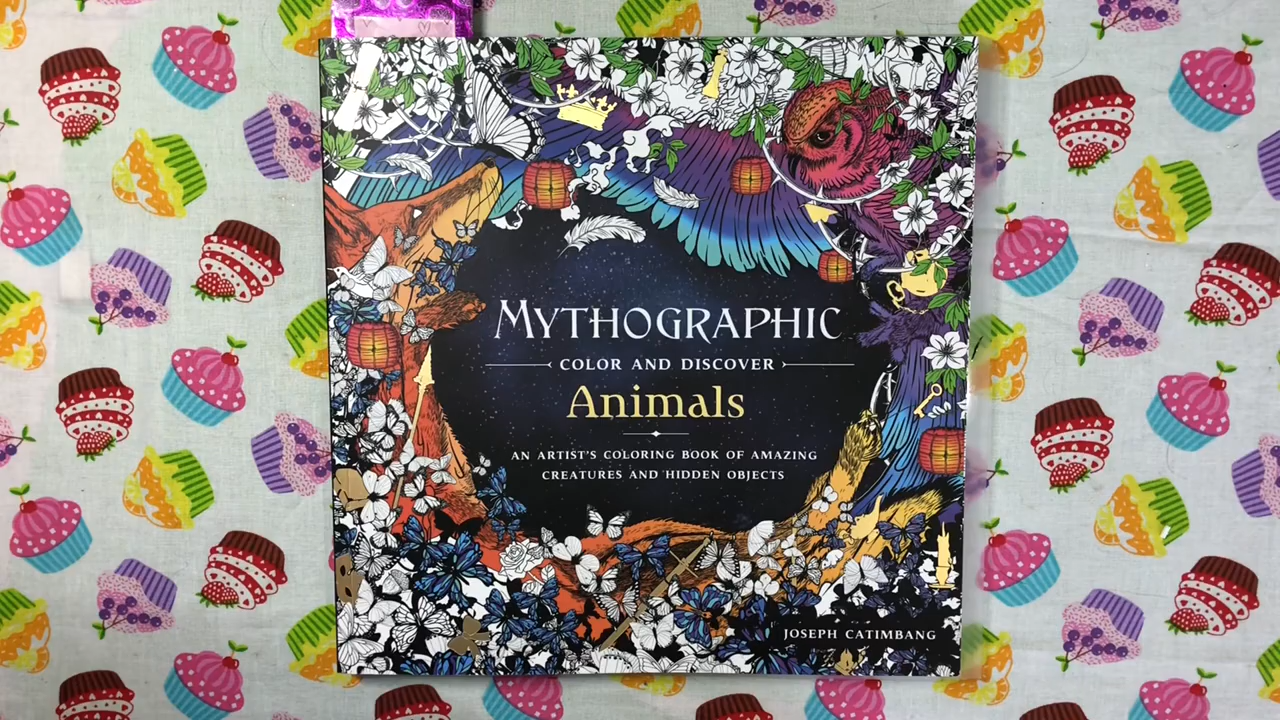 MYTHOGRAPHIC
COLOR AND DISCOVER
Animals
AN ARTIST'S COLORING BOOK OF AMAZING
CREATURES AND HIDDEN OBJECTS
JOSEPH CATIMBANG